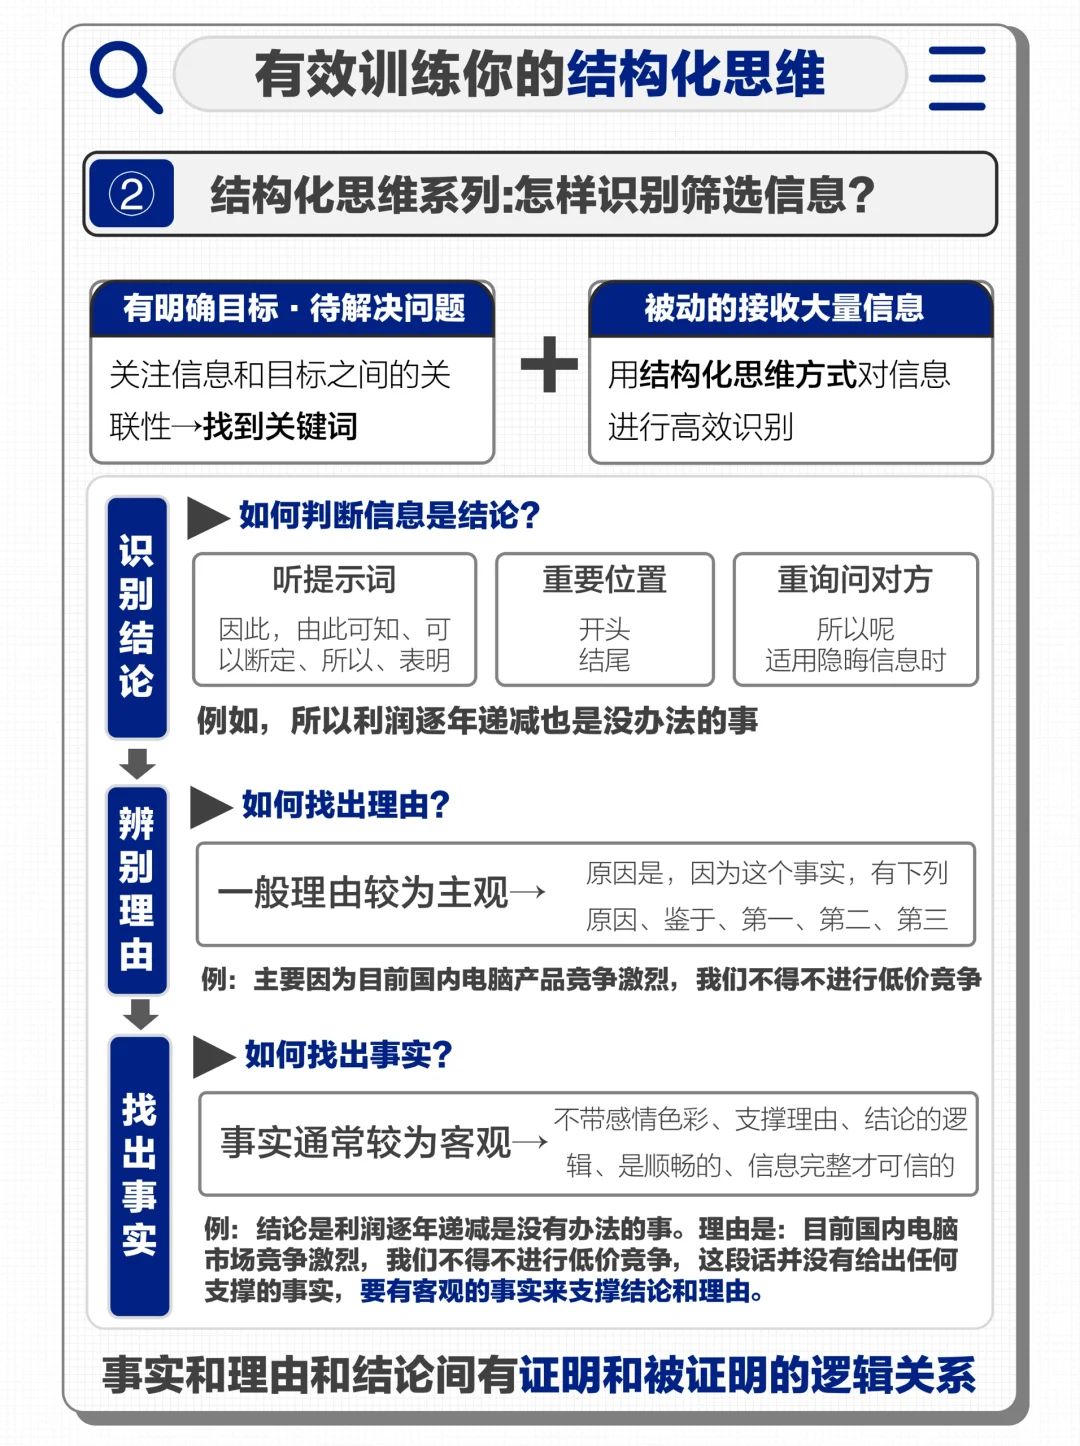 有效训练你的结构化思维
② 结构化思维系列:怎样识别筛选信息?
有明确目标·待解决问题
关注信息和目标之间的关
联性→找到关键词
+
被动的接收大量信息
用结构化思维方式对信息
进行高效识别
识别结论
如何判断信息是结论?
听提示词
因此，由此可知、可
以断定、所以、表明
重要位置
开头
结尾
重询问对方
所以呢
适用隐晦信息时
例如，所以利润逐年递减也是没办法的事
辨别理由
如何找出理由?
一般理由较为主观→
原因是，因为这个事实，有下列
原因、鉴于、第一、第二、第三
例：主要因为目前国内电脑产品竞争激烈，我们不得不进行低价竞争
找出事实
如何找出事实?
事实通常较为客观→
不带感情色彩、支撑理由、结论的逻
辑、是顺畅的、信息完整才可信的
例：结论是利润逐年递减是没有办法的事。理由是：目前国内电脑
市场竞争激烈，我们不得不进行低价竞争，这段话并没有给出任何
支撑的事实，要有客观的事实来支撑结论和理由。
事实和理由和结论间有证明和被证明的逻辑关系